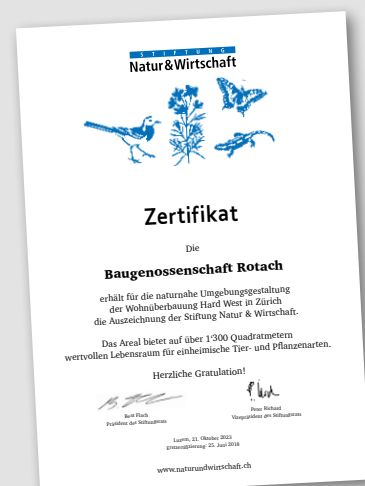 STIFTUNG
Natur&Wirtschaft
Zertifikat
Die
Baugenossenschaft Rotach
erhält für die naturnahe Umgebungsgestaltung
der Wohnüberbauung Hard West in Zürich
die Auszeichnung der Stiftung Natur & Wirtschaft.
Das Areal bietet auf über 1'300 Quadratmetern
wertvollen Lebensraum für einheimische Tier- und Pflanzenarten.
Herzliche Gratulation!
Beat Flach
Präsident des Stiftungsrats
Peter Richard
Vizepräsident des Stiftungsrats
Luzern, 21. Oktober 2023
Erstzertifizierung: 25. Juni 2018
www.naturundwirtschaft.ch